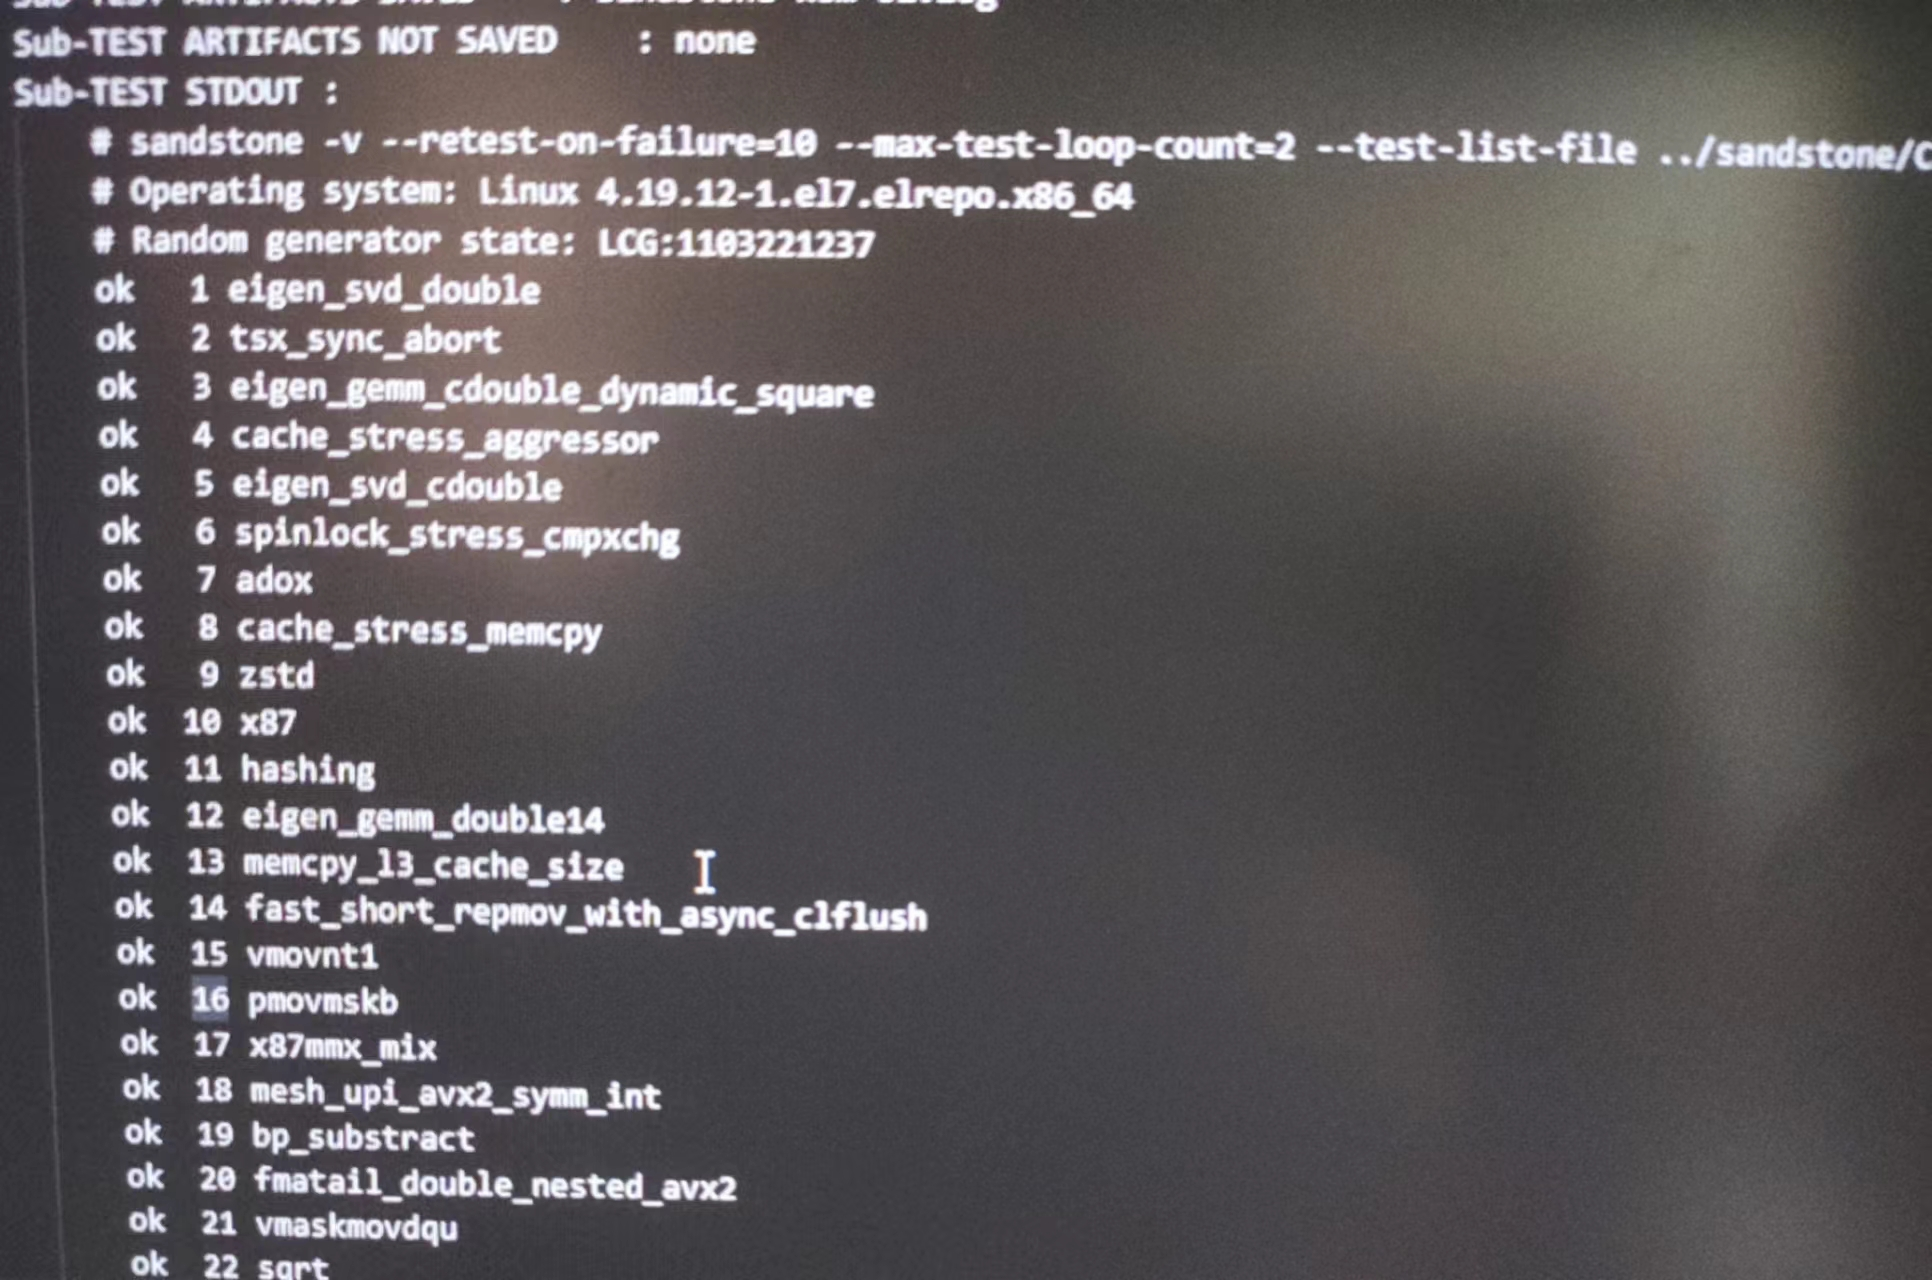 Sub-TEST ARTIFACTS NOT SAVED : none
Sub-TEST STDOUT :
# sandstone -v --retest-on-failure=10 --max-test-loop-count=2 --test-list-file ../sandstone/C
# Operating system: Linux 4.19.12-1.el7.elrepo.x86_64
# Random generator state: LCG:1103221237
ok 1 eigen_svd_double
ok 2 tsx_sync_abort
ok 3 eigen_gemm_cdouble_dynamic_square
ok 4 cache_stress_aggressor
ok 5 eigen_svd_cdouble
ok 6 spinlock_stress_cmpxchg
ok 7 adox
ok 8 cache_stress_memcpy
ok 9 zstd
ok 10 x87
ok 11 hashing
ok 12 eigen_gemm_double14
ok 13 memcpy_l3_cache_size
ok 14 fast_short_repmov_with_async_clflush
ok 15 vmovnt1
ok 16 pmovmskb
ok 17 x87mmx_mix
ok 18 mesh_upi_avx2_symm_int
ok 19 bp_substract
ok 20 fmatail_double_nested_avx2
ok 21 vmaskmovdqu
ok 22 sqrt